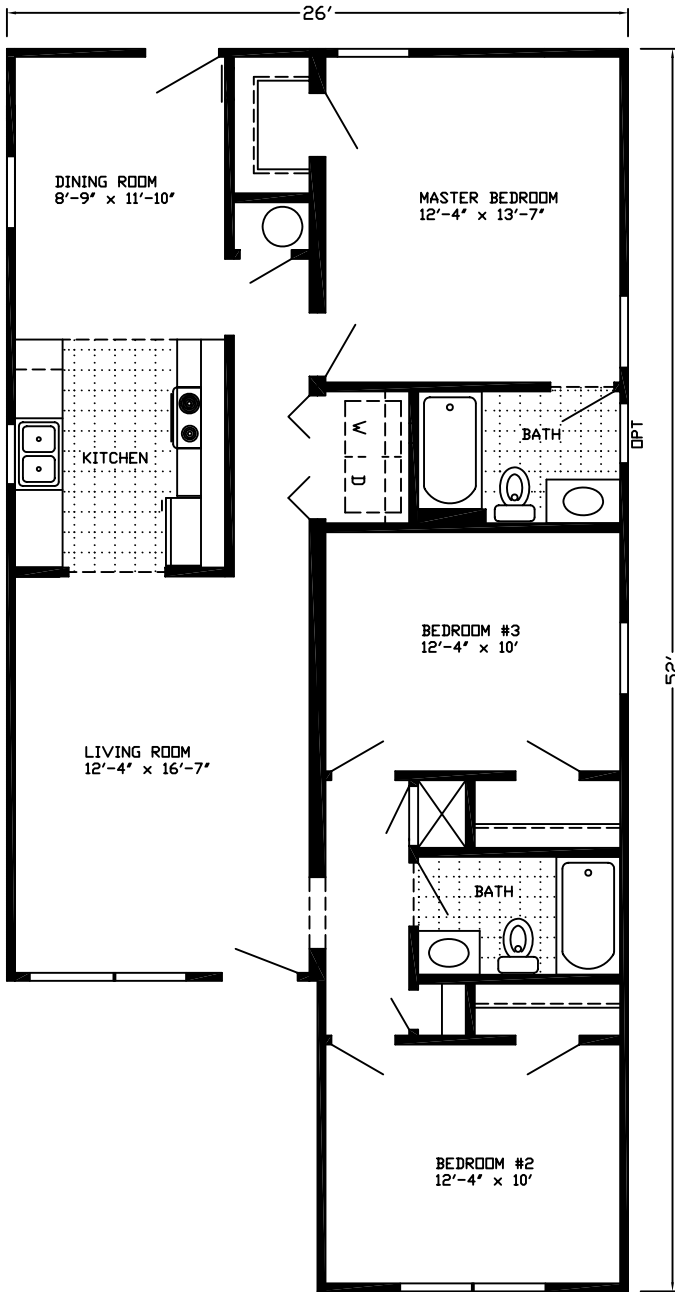 26'
DINING ROOM
8'-9" x 11'-10"
MASTER BEDROOM
12'-4" x 13'-7"
W
D
BATH
OPT
KITCHEN
BEDROOM #3
12'-4" x 10'
52'
LIVING ROOM
12'-4" x 16'-7"
BATH
BEDROOM #2
12'-4" x 10'